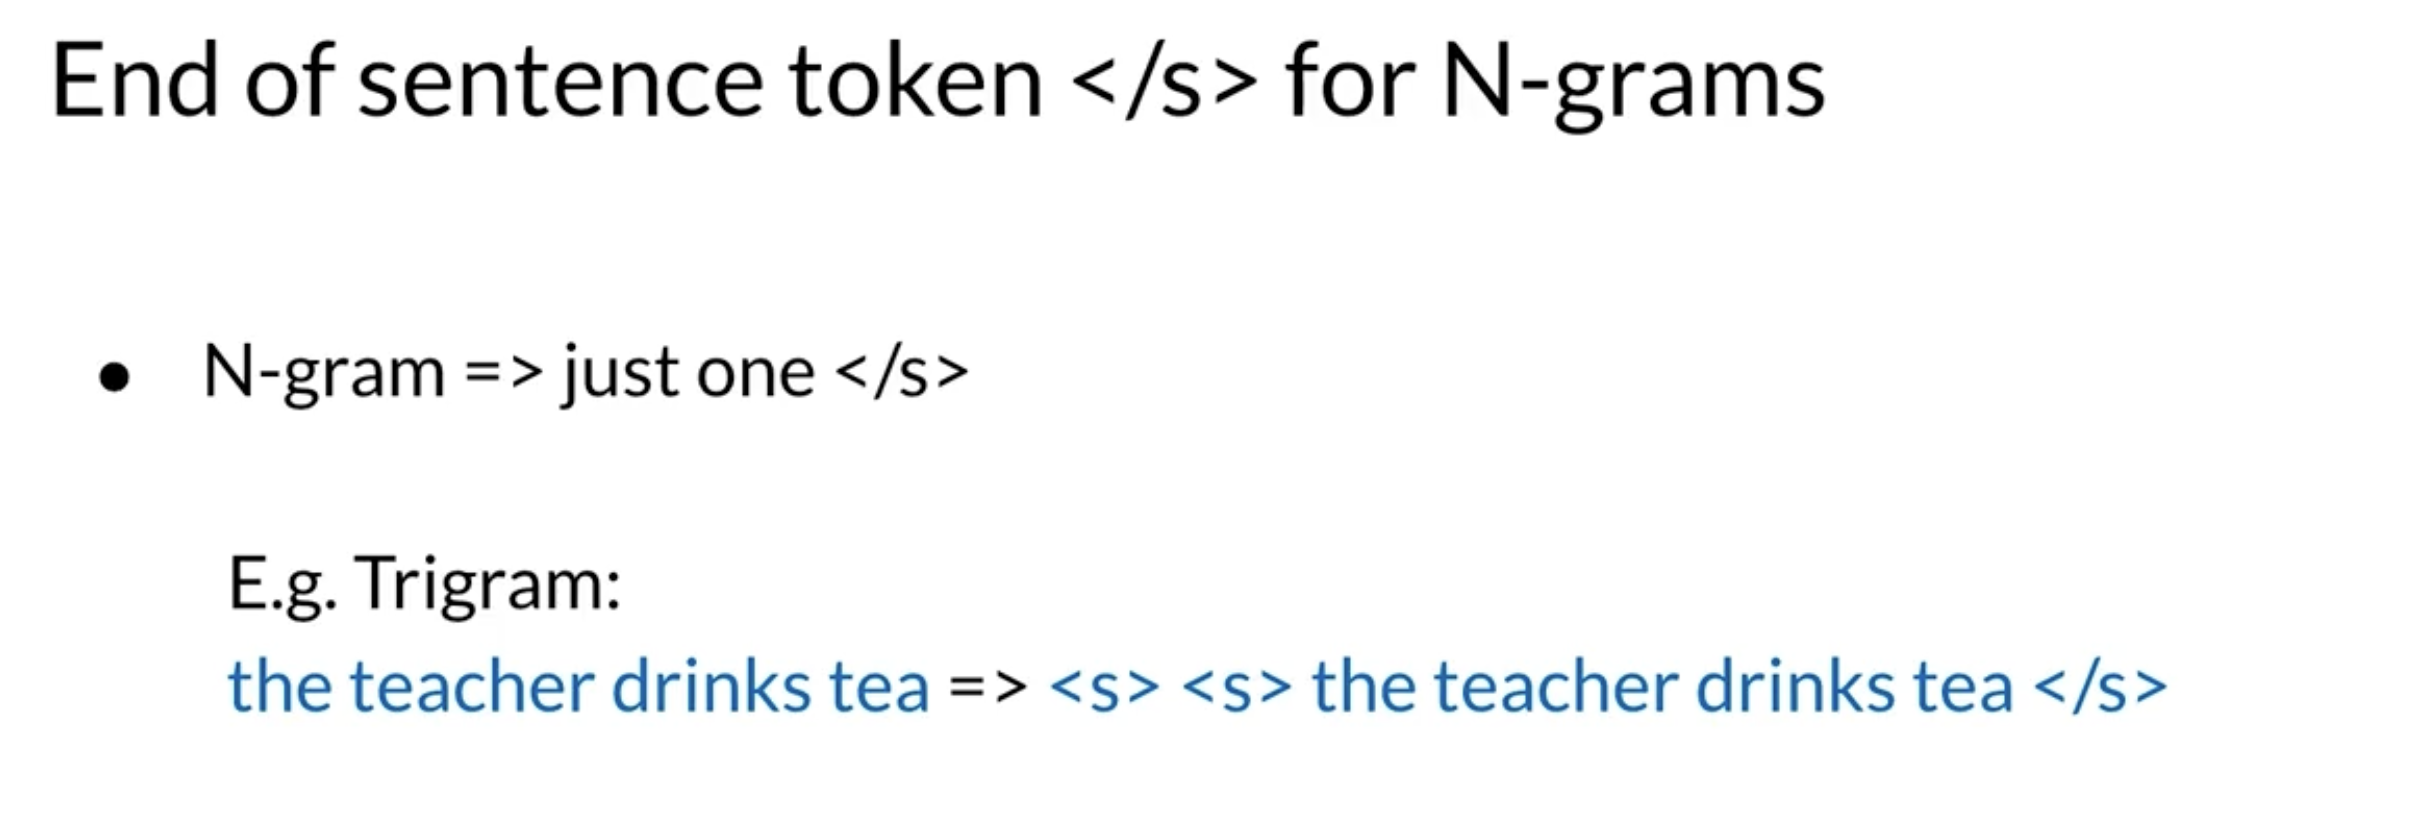 End of sentence token </s> for N-grams
● N-gram => just one </s>
E.g. Trigram:
the teacher drinks tea => <s> <s> the teacher drinks tea </s>